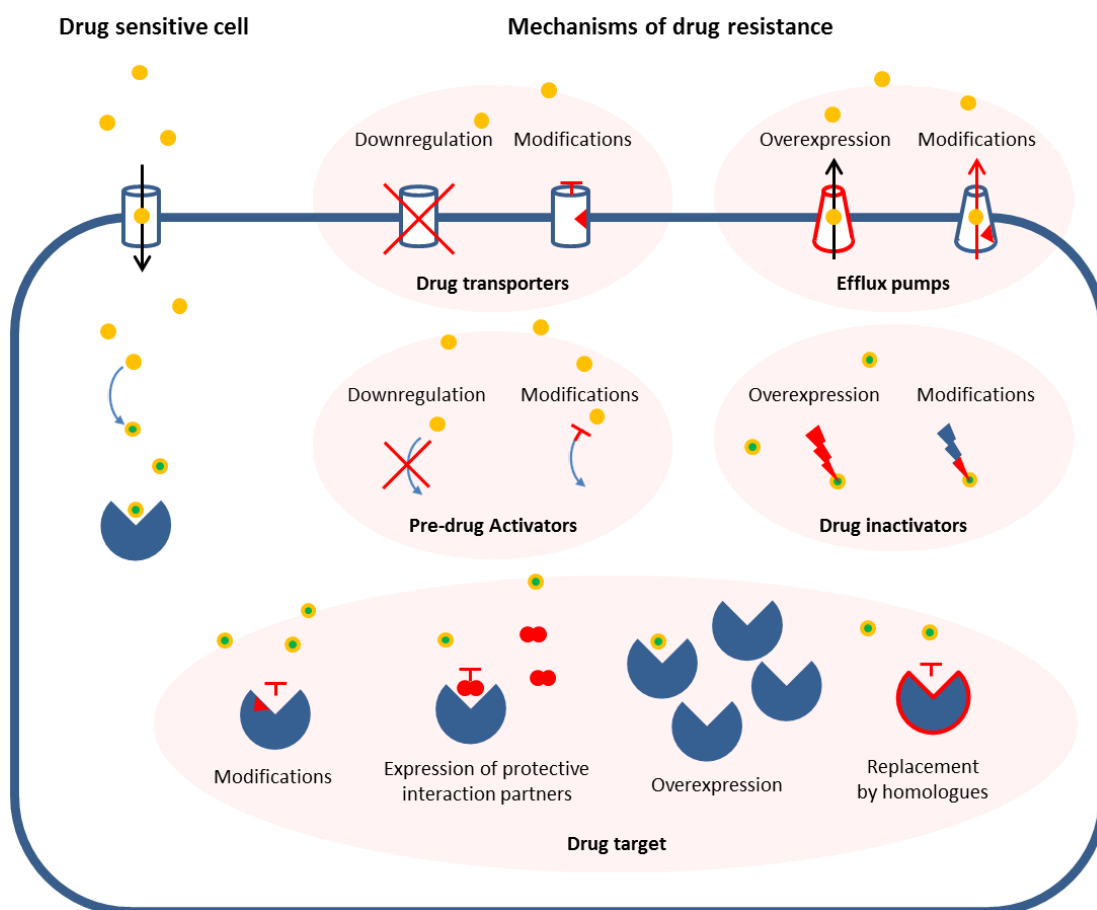 Drug sensitive cell
Mechanisms of drug resistance
Downregulation
Modifications
Drug transporters
Overexpression
Modifications
Efflux pumps
Downregulation
Modifications
Pre-drug Activators
Overexpression
Modifications
Drug inactivators
Modifications
Expression of protective
interaction partners
Overexpression
Replacement
by homologues
Drug target